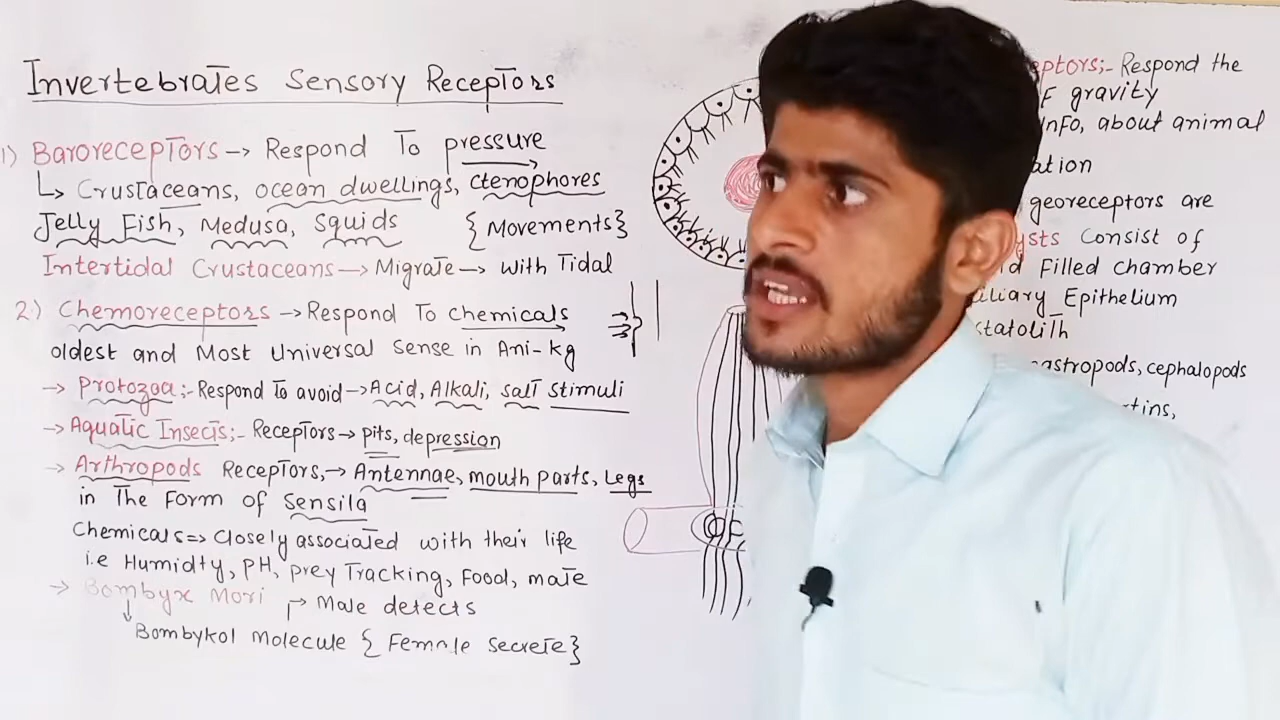 Invertebrates Sensory Receptors
1) Baroreceptors → Respond To pressure
↳ Crustaceans, ocean dwellings, ctenophores
Jelly Fish, Medusa, Squids {Movements}
Intertidal Crustaceans → Migrate → with Tidal
2) Chemoreceptors → Respond To chemicals
oldest and Most Universal Sense in Ani-kg
→ Protozoa:- Respond To avoid → Acid, Alkali, salt stimuli
→ Aquatic Insects:- Receptors → pits, depression
→ Arthropods Receptors, → Antennae, mouth parts, Legs
in The Form of Sensila
Chemicals => Closely associated with their life
i.e Humidty, pH, prey Tracking, Food, mate
→ Bombyx Mori → Male detects
Bombykol Molecule {Female Secrete}
ptors:- Respond the
F gravity
info, about animal
ation
georeceptors are
ysts Consist of
d Filled chamber
iliary Epithelium
statolith
astropods, cephalopods